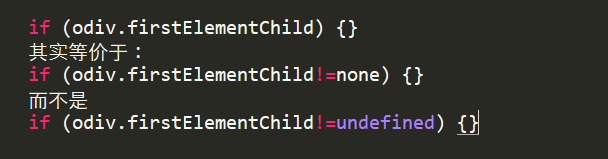 if (odiv.firstElementChild) {}
其实等价于：
if (odiv.firstElementChild!=none) {}
而不是
if (odiv.firstElementChild!=undefined) {}